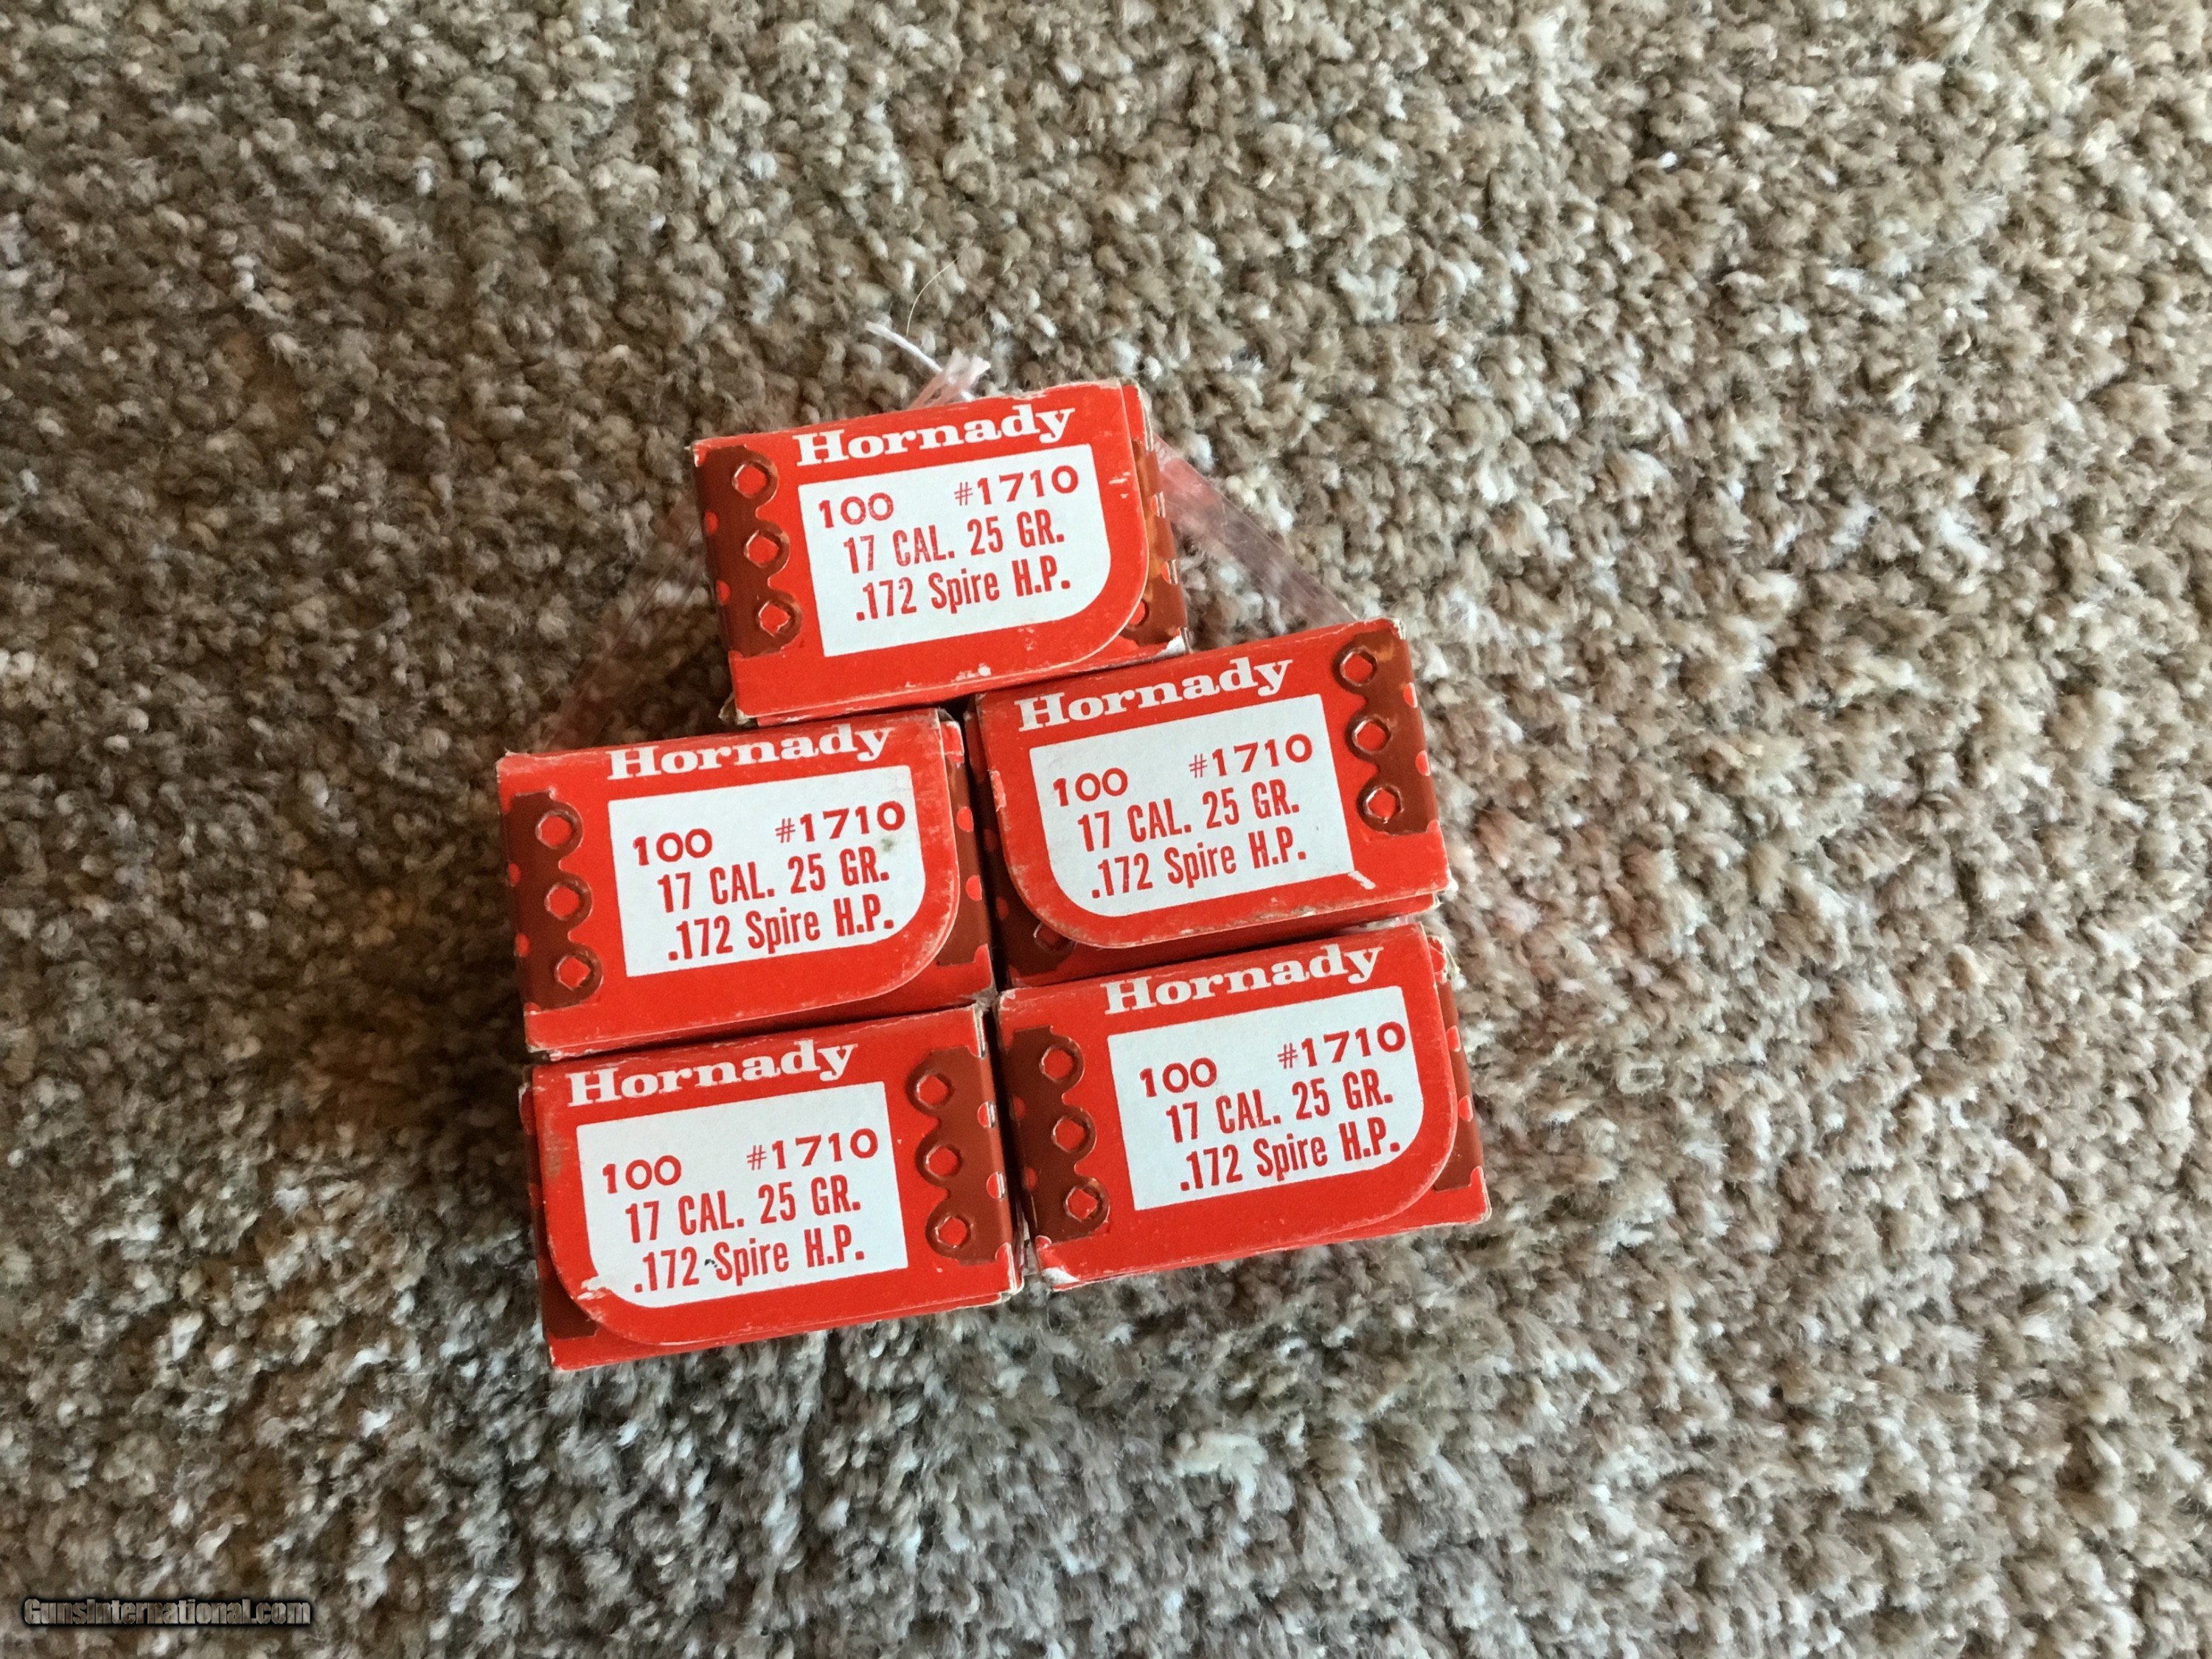 Hornady
100 #1710
17 CAL. 25 GR.
.172 Spire H.P.
Hornady
100 #1710
17 CAL. 25 GR.
.172 Spire H.P.
Hornady
100 #1710
17 CAL. 25 GR.
.172 Spire H.P.
Hornady
100 #1710
17 CAL. 25 GR.
.172 Spire H.P.
Hornady
100 #1710
17 CAL. 25 GR.
.172 Spire H.P.
GunsInternational.com